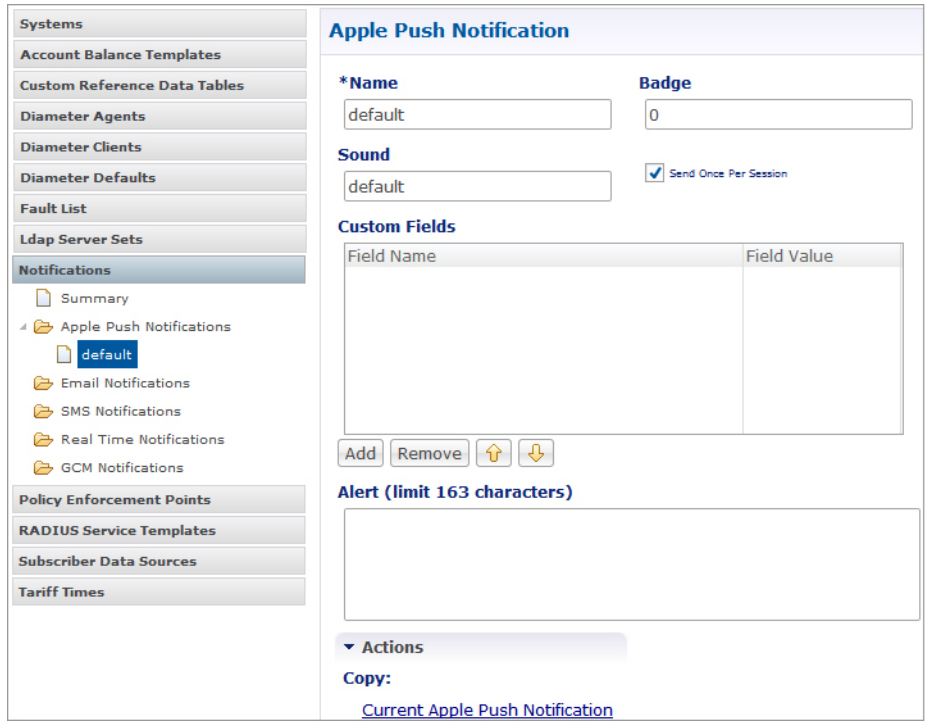 Systems
Account Balance Templates
Custom Reference Data Tables
Diameter Agents
Diameter Clients
Diameter Defaults
Fault List
Ldap Server Sets
Notifications
Summary
Apple Push Notifications
default
Email Notifications
SMS Notifications
Real Time Notifications
GCM Notifications
Policy Enforcement Points
RADIUS Service Templates
Subscriber Data Sources
Tariff Times
Apple Push Notification
*Name Badge
default 0
Sound
default Send Once Per Session
Custom Fields
Field Name Field Value
Add Remove
Alert (limit 163 characters)
Actions
Copy:
Current Apple Push Notification